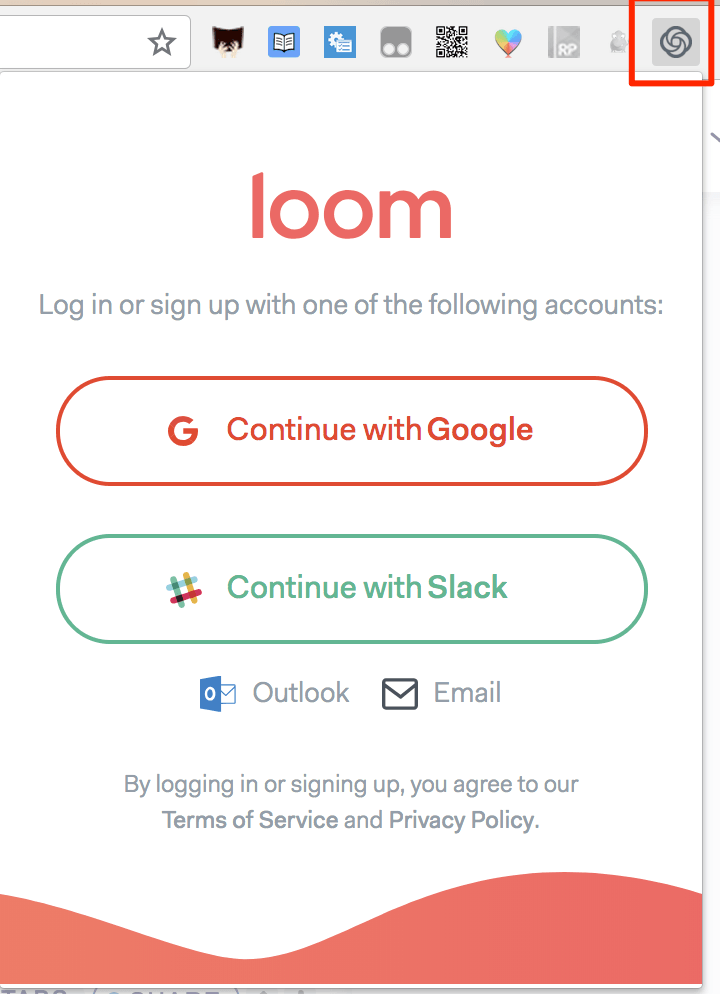 RP
loom
Log in or sign up with one of the following accounts:
G Continue with Google
Continue with Slack
Outlook Email
By logging in or signing up, you agree to our
Terms of Service and Privacy Policy.